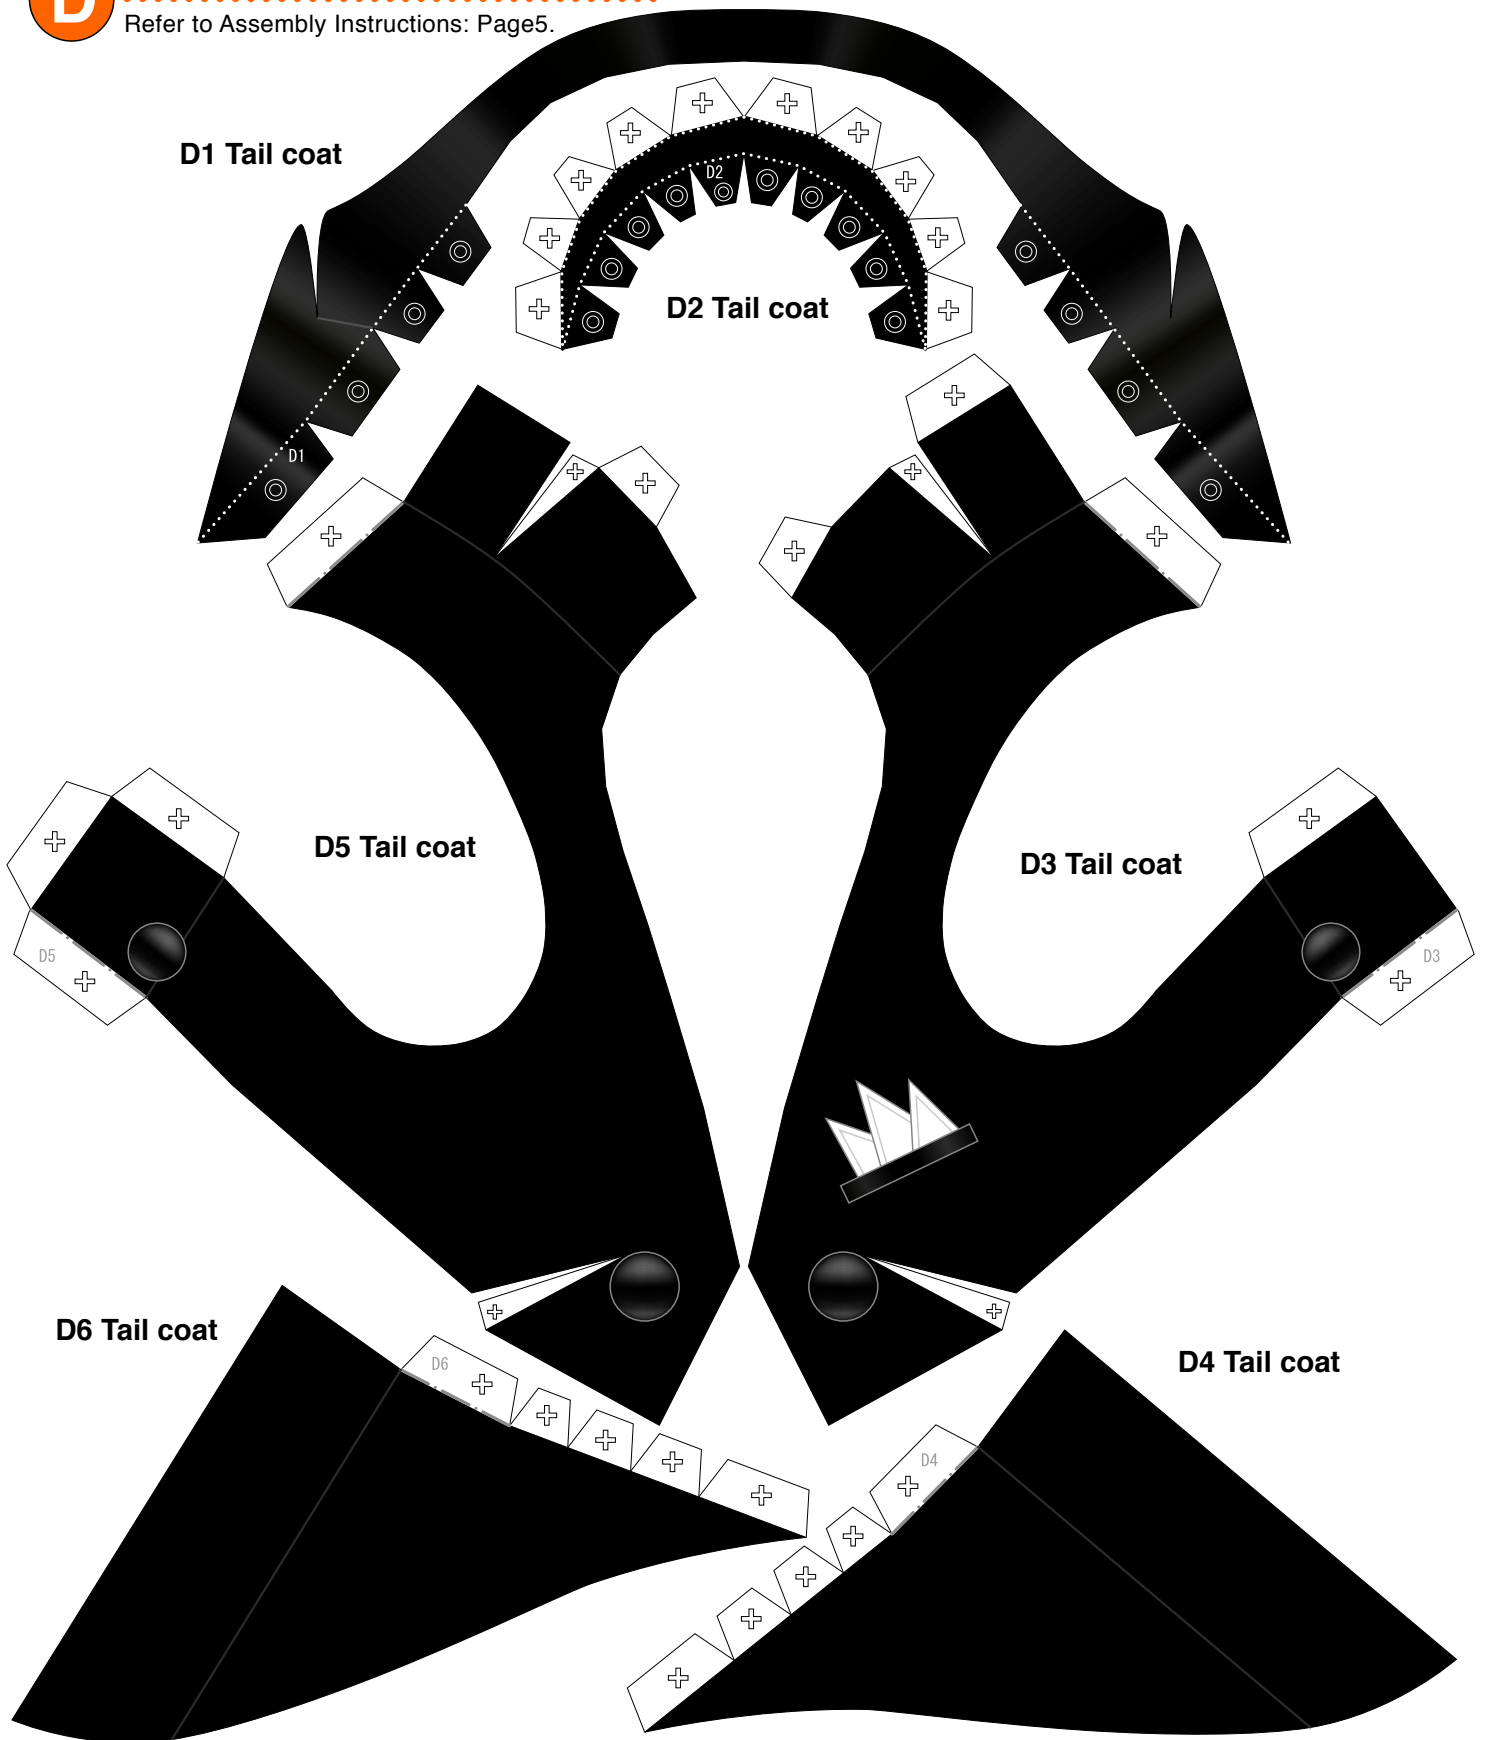 D
Refer to Assembly Instructions: Page5.
D1 Tail coat
D2
D2 Tail coat
D1
D5 Tail coat
D3 Tail coat
D5
D3
D6 Tail coat
D6
D4 Tail coat
D4